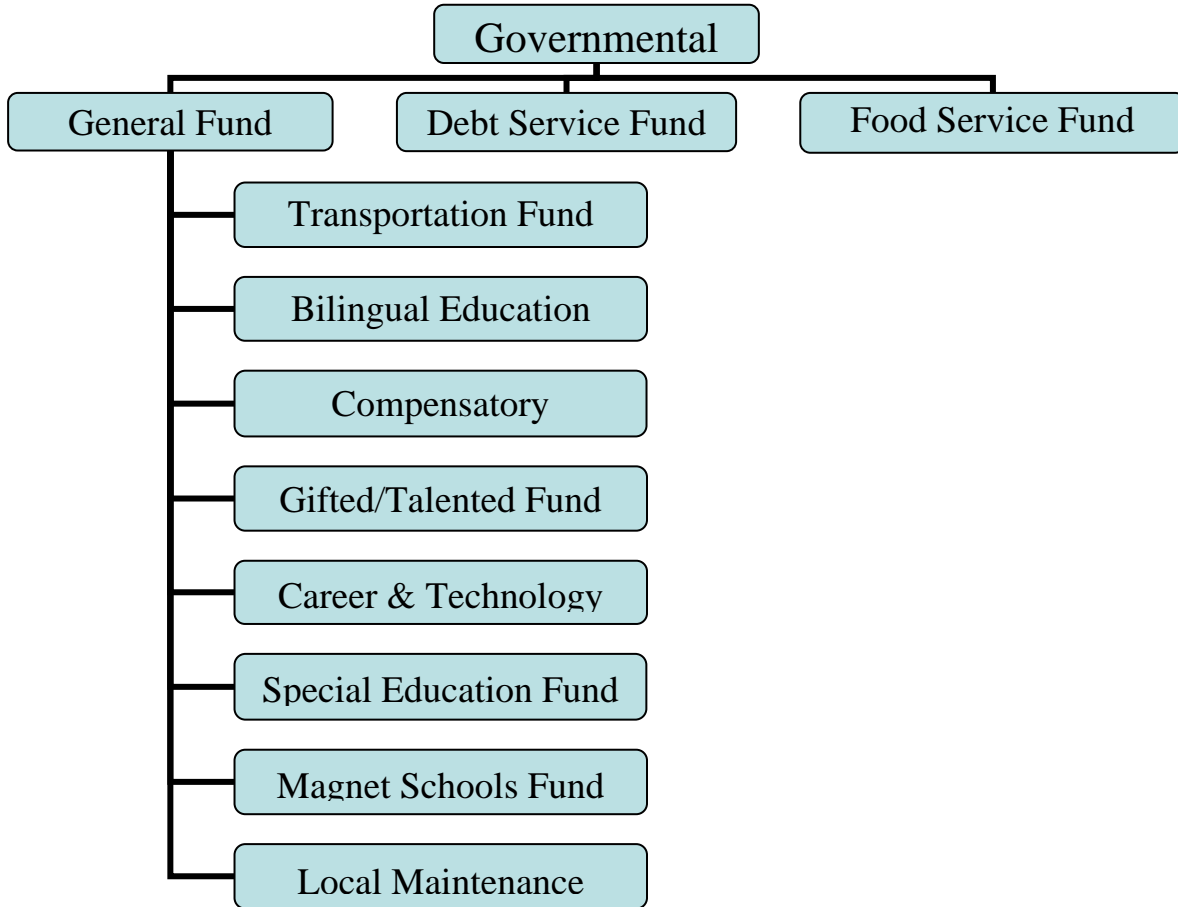 Governmental
General Fund
Debt Service Fund
Food Service Fund
Transportation Fund
Bilingual Education
Compensatory
Gifted/Talented Fund
Career & Technology
Special Education Fund
Magnet Schools Fund
Local Maintenance